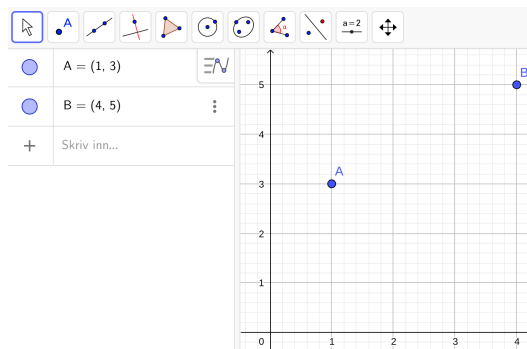 A
α
a=2
A = (1, 3)
B = (4, 5)
Skriv inn...
B
5
4
A
3
2
1
0
1
2
3
4